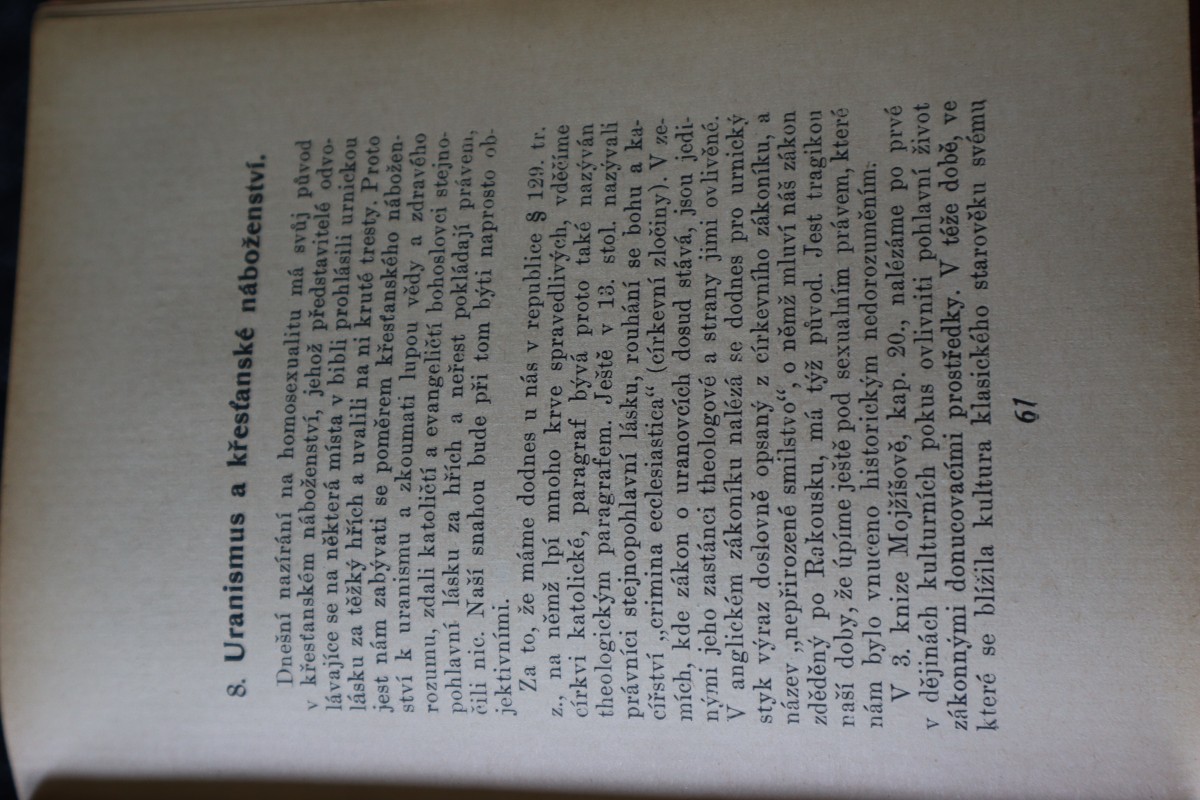 8. Uranismus a křesťanské náboženství.
Dnešní nazírání na homosexualitu má svůj původ
v křesťanském náboženství, jehož představitelé odvo-
lávajíce se na některá místa v bibli prohlásili urnickou
lásku za těžký hřích a uvalili na ni kruté tresty. Proto
jest nám zabývati se poměrem křesťanského nábožen-
ství k uranismu a zkoumati lupou vědy a zdravého
rozumu, zdali katoličtí a evangeličtí bohoslovci stejno-
pohlavní lásku za hřích a neřest pokládají právem,
čili nic. Naší snahou bude při tom býti naprosto ob-
jektivními.
Za to, že máme dodnes u nás v republice § 129. tr.
z., na němž lpí mnoho krve spravedlivých, vděčíme
církvi katolické, paragraf bývá proto také nazýván
theologickým paragrafem. Ještě v 13. stol. nazývali
právníci stejnopohlavní lásku, rouhání se bohu a ka-
cířství „crimina ecclesiastica“ (církevní zločiny). V ze-
mích, kde zákon o uranovcích dosud stává, jsou jedi-
nými jeho zastánci theologové a strany jimi ovlivěné.
V anglickém zákoníku nalézá se dodnes pro urnický
styk výraz doslovně opsaný z církevního zákoníku, a
název „nepřirozené smilstvo“, o němž mluví náš zákon
zděděný po Rakousku, má týž původ. Jest tragikou
naší doby, že úpíme ještě pod sexualním právem, které
nám bylo vnuceno historickým nedorozuměním.
V 3. knize Mojžíšově, kap. 20., nalézáme po prvé
v dějinách kulturních pokus ovlivniti pohlavní život
zákonnými donucovacími prostředky. V téže době, ve
které se blížila kultura klasického starověku svému
61